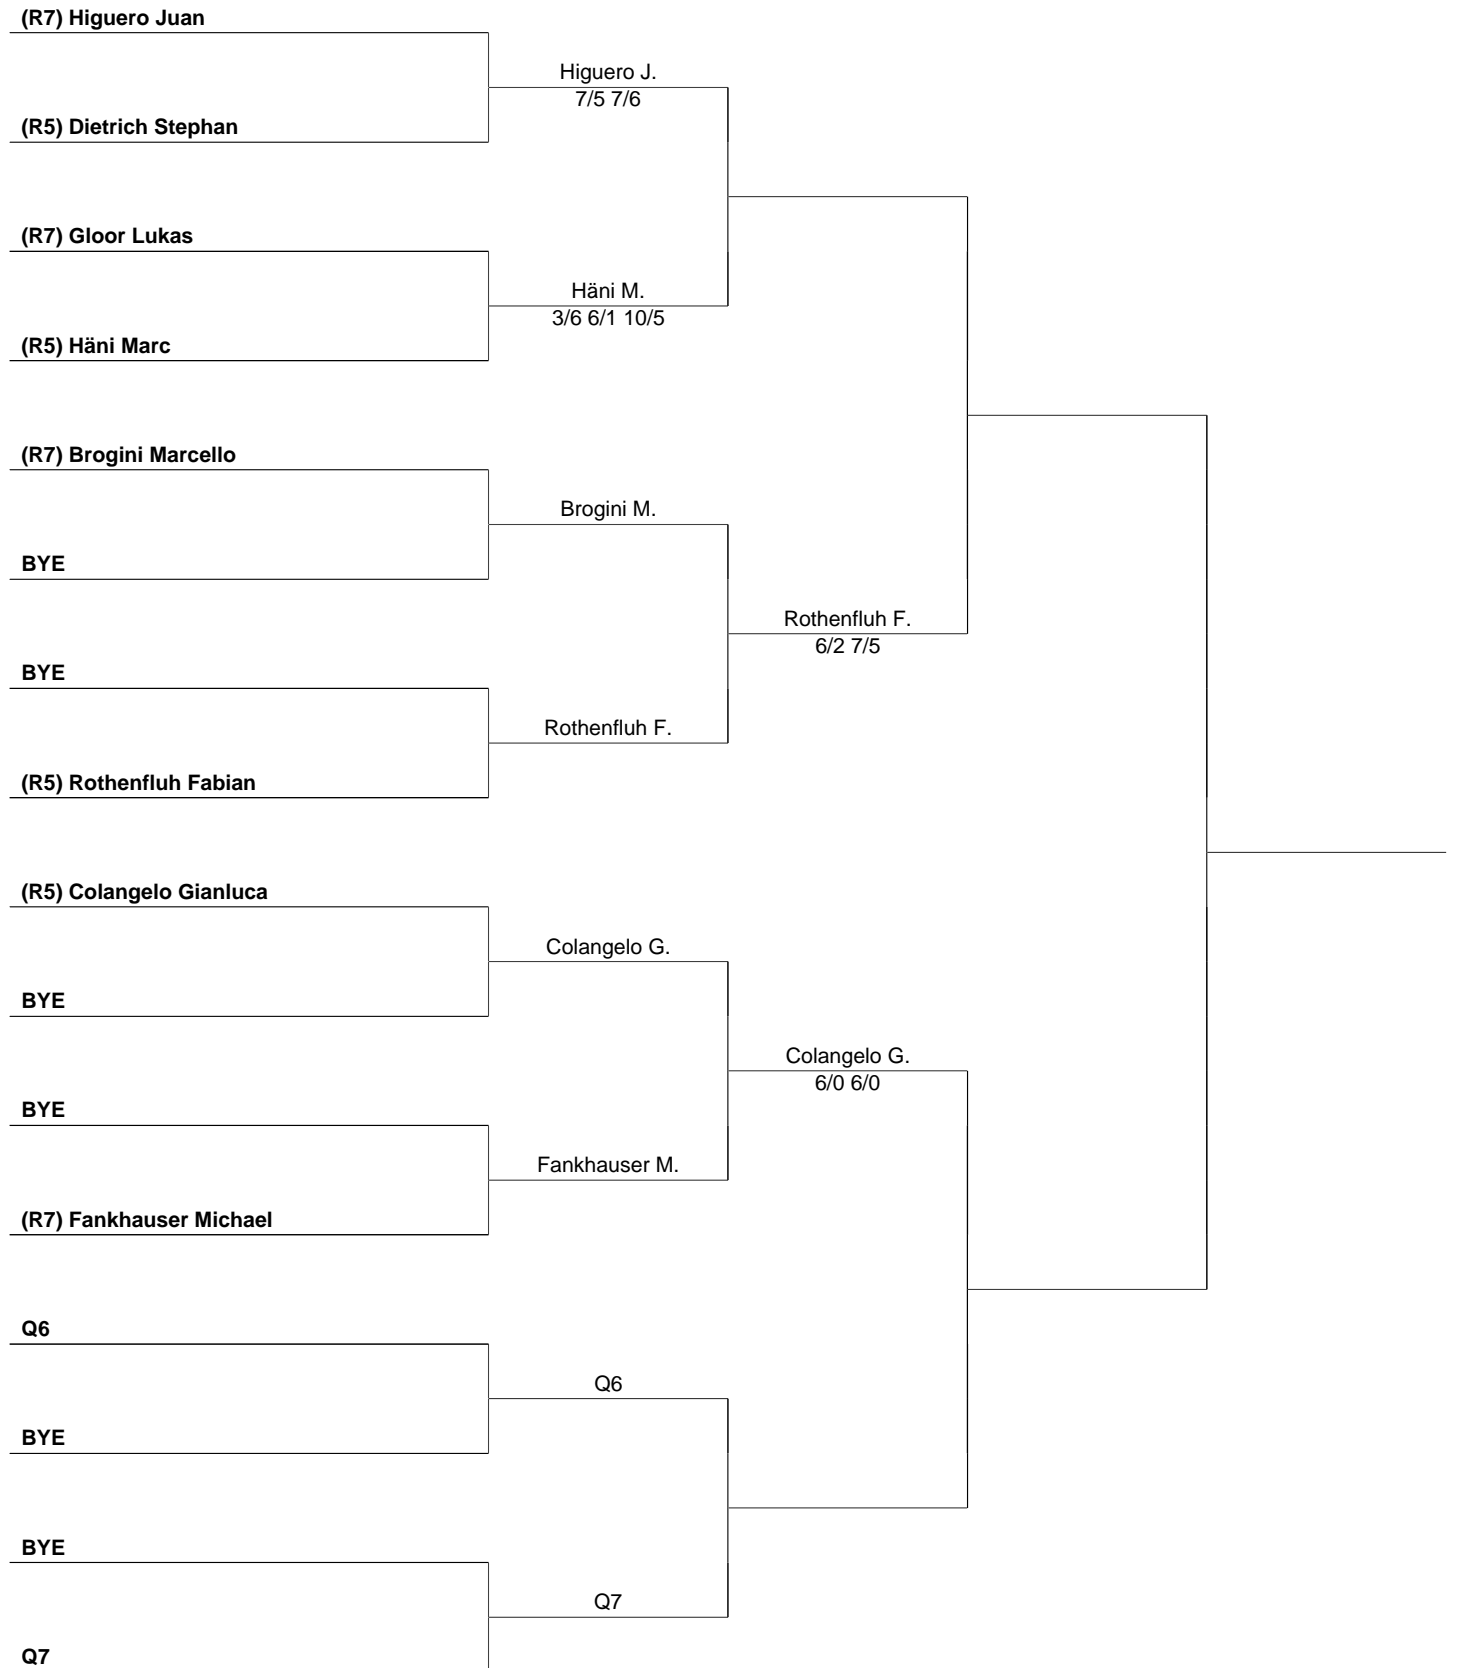 (R7) Higuero Juan
Higuero J.
7/5 7/6
(R5) Dietrich Stephan
(R7) Gloor Lukas
Häni M.
3/6 6/1 10/5
(R5) Häni Marc
(R7) Brogini Marcello
Brogini M.
BYE
Rothenfluh F.
6/2 7/5
BYE
Rothenfluh F.
(R5) Rothenfluh Fabian
(R5) Colangelo Gianluca
Colangelo G.
BYE
Colangelo G.
6/0 6/0
BYE
Fankhauser M.
(R7) Fankhauser Michael
Q6
Q6
BYE
BYE
Q7
Q7